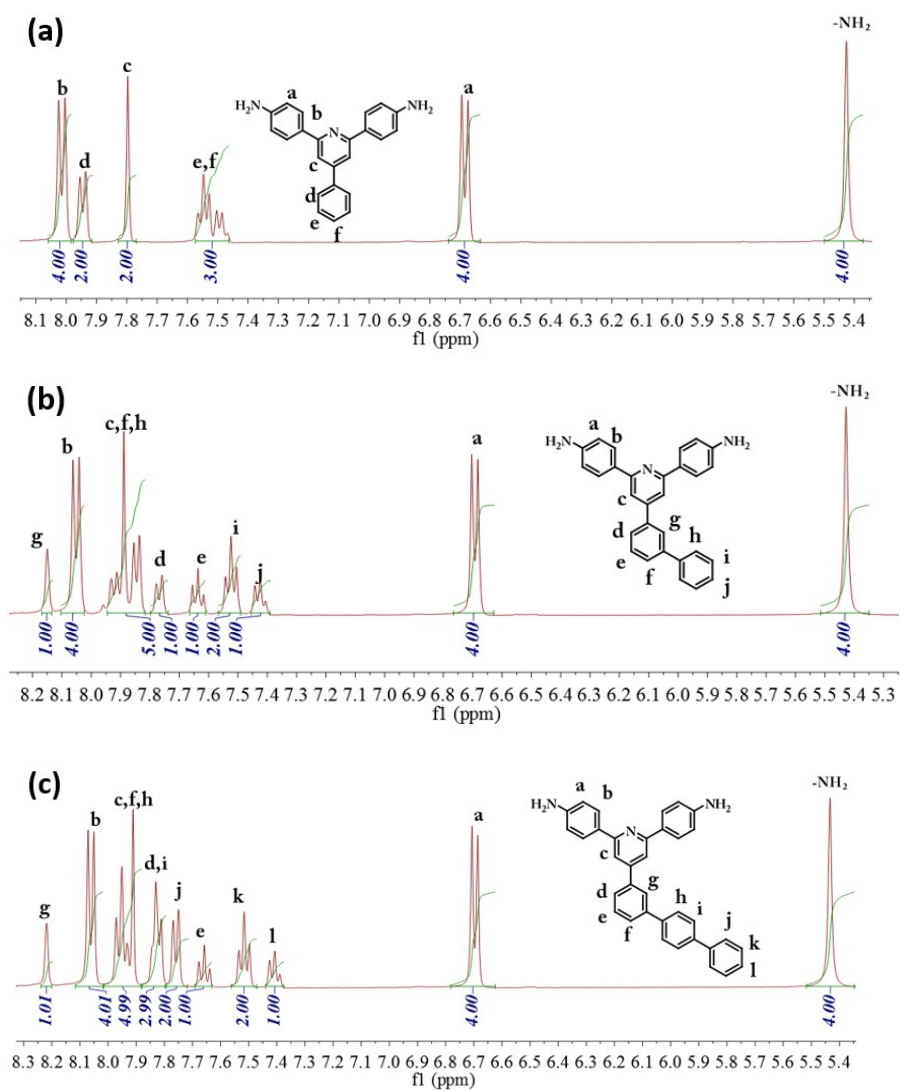 (a)
-NH2
b
c
d
e,f
a
H2N
a
b
N
NH2
c
d
e
f
4.00 2.00 2.00 3.00 4.00 4.00
8.1 8.0 7.9 7.8 7.7 7.6 7.5 7.4 7.3 7.2 7.1 7.0 6.9 6.8 6.7 6.6 6.5 6.4 6.3 6.2 6.1 6.0 5.9 5.8 5.7 5.6 5.5 5.4
f1 (ppm)
(b)
-NH2
c,f,h
b
a
g
d
e
i
j
H2N
a
b
N
NH2
c
d
g
e
h
f
i
j
1.00 4.00 5.00 1.00 1.00 2.00 1.00 4.00 4.00
8.2 8.1 8.0 7.9 7.8 7.7 7.6 7.5 7.4 7.3 7.2 7.1 7.0 6.9 6.8 6.7 6.6 6.5 6.4 6.3 6.2 6.1 6.0 5.9 5.8 5.7 5.6 5.5 5.4 5.3
f1 (ppm)
(c)
-NH2
c,f,h
b
a
d,i
g
j
e
k
l
H2N
a
b
N
NH2
c
d
g
e
h
i
f
j
k
l
1.01 4.01 4.99 2.99 2.00 1.00 2.00 1.00 4.00 4.00
8.3 8.2 8.1 8.0 7.9 7.8 7.7 7.6 7.5 7.4 7.3 7.2 7.1 7.0 6.9 6.8 6.7 6.6 6.5 6.4 6.3 6.2 6.1 6.0 5.9 5.8 5.7 5.6 5.5 5.4
f1 (ppm)